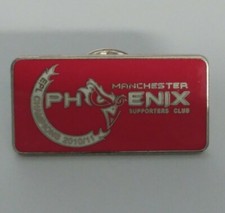 MANCHESTER
PHOENIX
SUPPORTERS CLUB
EPL CHAMPIONS 2010/11